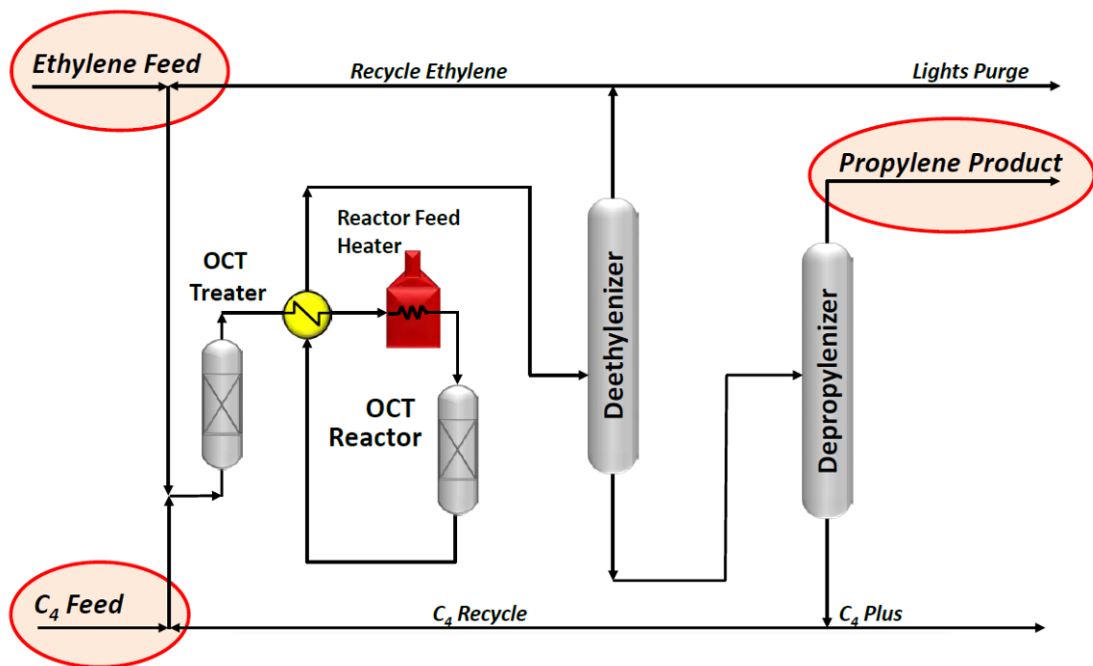 Ethylene Feed
Recycle Ethylene
Lights Purge
Propylene Product
Reactor Feed
Heater
OCT
Treater
OCT
Reactor
Deethylenizer
Depropylenizer
C₄ Feed
C₄ Recycle
C₄ Plus